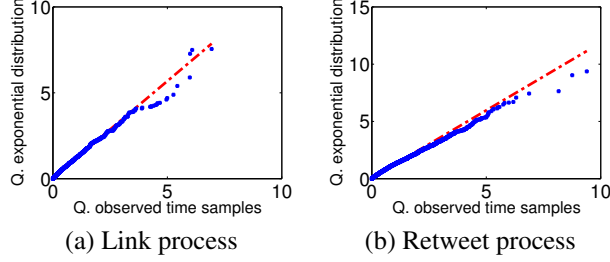 10
5
0
0 5 10
Q. exponential distribution
Q. observed time samples
(a) Link process
15
10
5
0
0 5 10
Q. exponential distribution
Q. observed time samples
(b) Retweet process